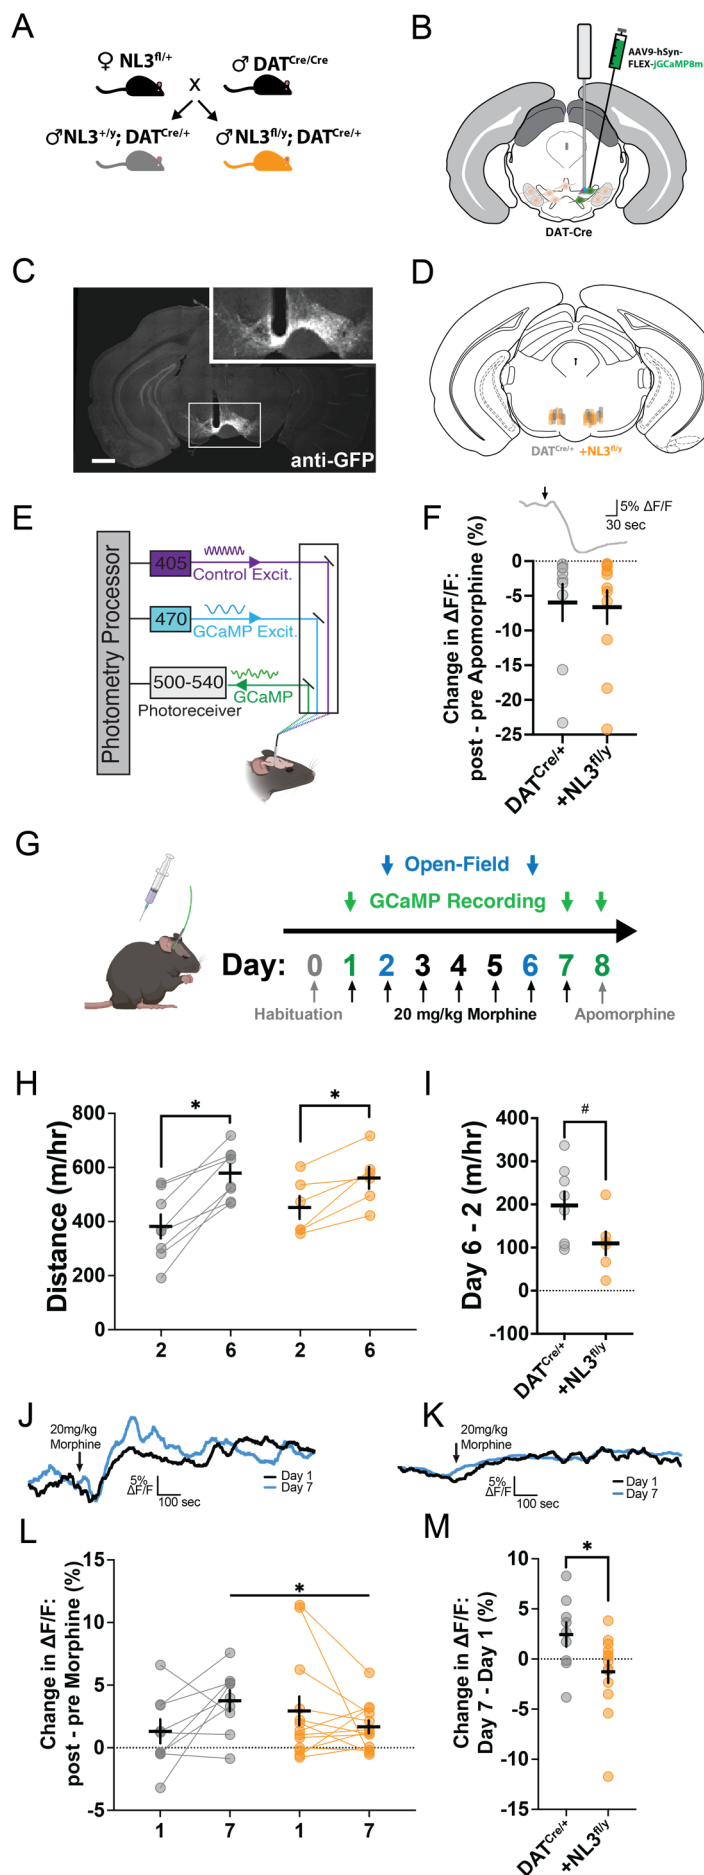 A
♀ NL3fl/+
♂ DATCre/Cre
x
♂NL3+/y; DATCre/+
♂NL3fl/y; DATCre/+
B
AAV9-hSyn-
FLEX-jGCaMP8m
DAT-Cre
C
anti-GFP
D
DATCre/+ +NL3fl/y
E
Photometry Processor
405
Control Excit.
470
GCaMP Excit.
500-540
GCaMP
Photoreceiver
F
5% ΔF/F
30 sec
Change in ΔF/F:
post - pre Apomorphine (%)
0
-5
-10
-15
-20
-25
DATCre/+
+NL3fl/y
G
Open-Field
GCaMP Recording
Day: 0 1 2 3 4 5 6 7 8
Habituation
20 mg/kg Morphine
Apomorphine
H
Distance (m/hr)
800
600
400
200
0
*
*
2 6 2 6
I
Day 6 - 2 (m/hr)
400
300
200
100
0
-100
#
DATCre/+
+NL3fl/y
J
20mg/kg
Morphine
5%
ΔF/F
100 sec
Day 1
Day 7
K
20mg/kg
Morphine
5%
ΔF/F
100 sec
Day 1
Day 7
L
Change in ΔF/F:
post - pre Morphine (%)
15
10
5
0
-5
*
1 7 1 7
M
Change in ΔF/F:
Day 7 - Day 1 (%)
10
5
0
-5
-10
-15
*
DATCre/+
+NL3fl/y